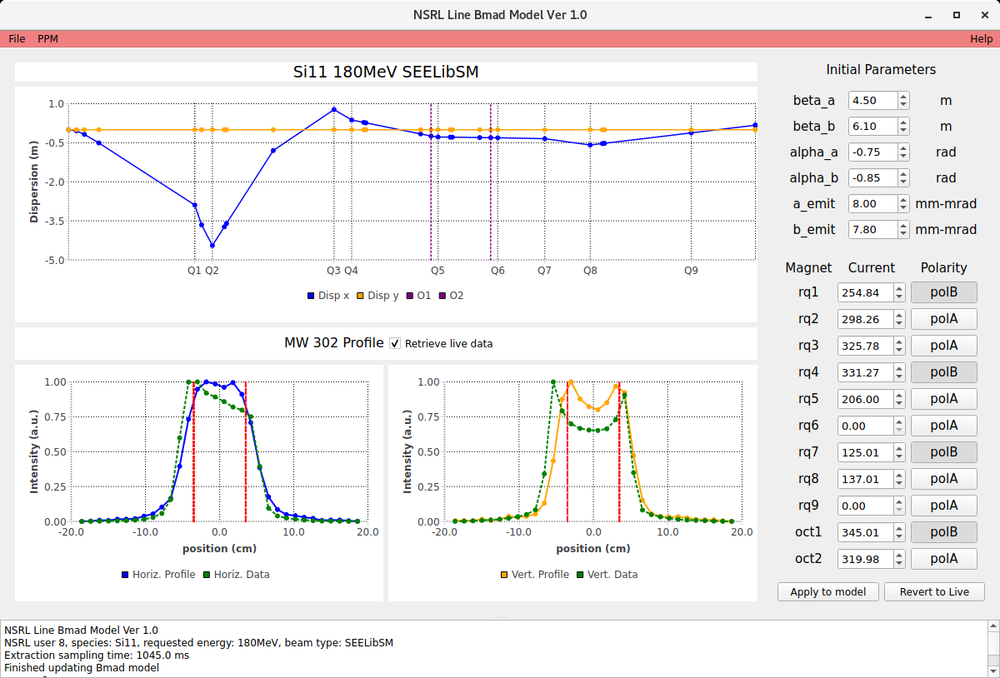 NSRL Line Bmad Model Ver 1.0
File PPM Help
Si11 180MeV SEELibSM
1.0
-0.5
-2.0
-3.5
-5.0
Dispersion (m)
Q1 Q2 Q3 Q4 Q5 Q6 Q7 Q8 Q9
Disp x Disp y O1 O2
MW 302 Profile Retrieve live data
1.00
0.75
0.50
0.25
0.00
Intensity (a.u.)
-20.0 -10.0 0.0 10.0 20.0
position (cm)
Horiz. Profile Horiz. Data
1.00
0.75
0.50
0.25
0.00
Intensity (a.u.)
-20.0 -10.0 0.0 10.0 20.0
position (cm)
Vert. Profile Vert. Data
Initial Parameters
beta_a 4.50 m
beta_b 6.10 m
alpha_a -0.75 rad
alpha_b -0.85 rad
a_emit 8.00 mm-mrad
b_emit 7.80 mm-mrad
Magnet Current Polarity
rq1 254.84 polB
rq2 298.26 polA
rq3 325.78 polA
rq4 331.27 polB
rq5 206.00 polA
rq6 0.00 polA
rq7 125.01 polB
rq8 137.01 polA
rq9 0.00 polA
oct1 345.01 polB
oct2 319.98 polA
Apply to model Revert to Live
NSRL Line Bmad Model Ver 1.0
NSRL user 8, species: Si11, requested energy: 180MeV, beam type: SEELibSM
Extraction sampling time: 1045.0 ms
Finished updating Bmad model